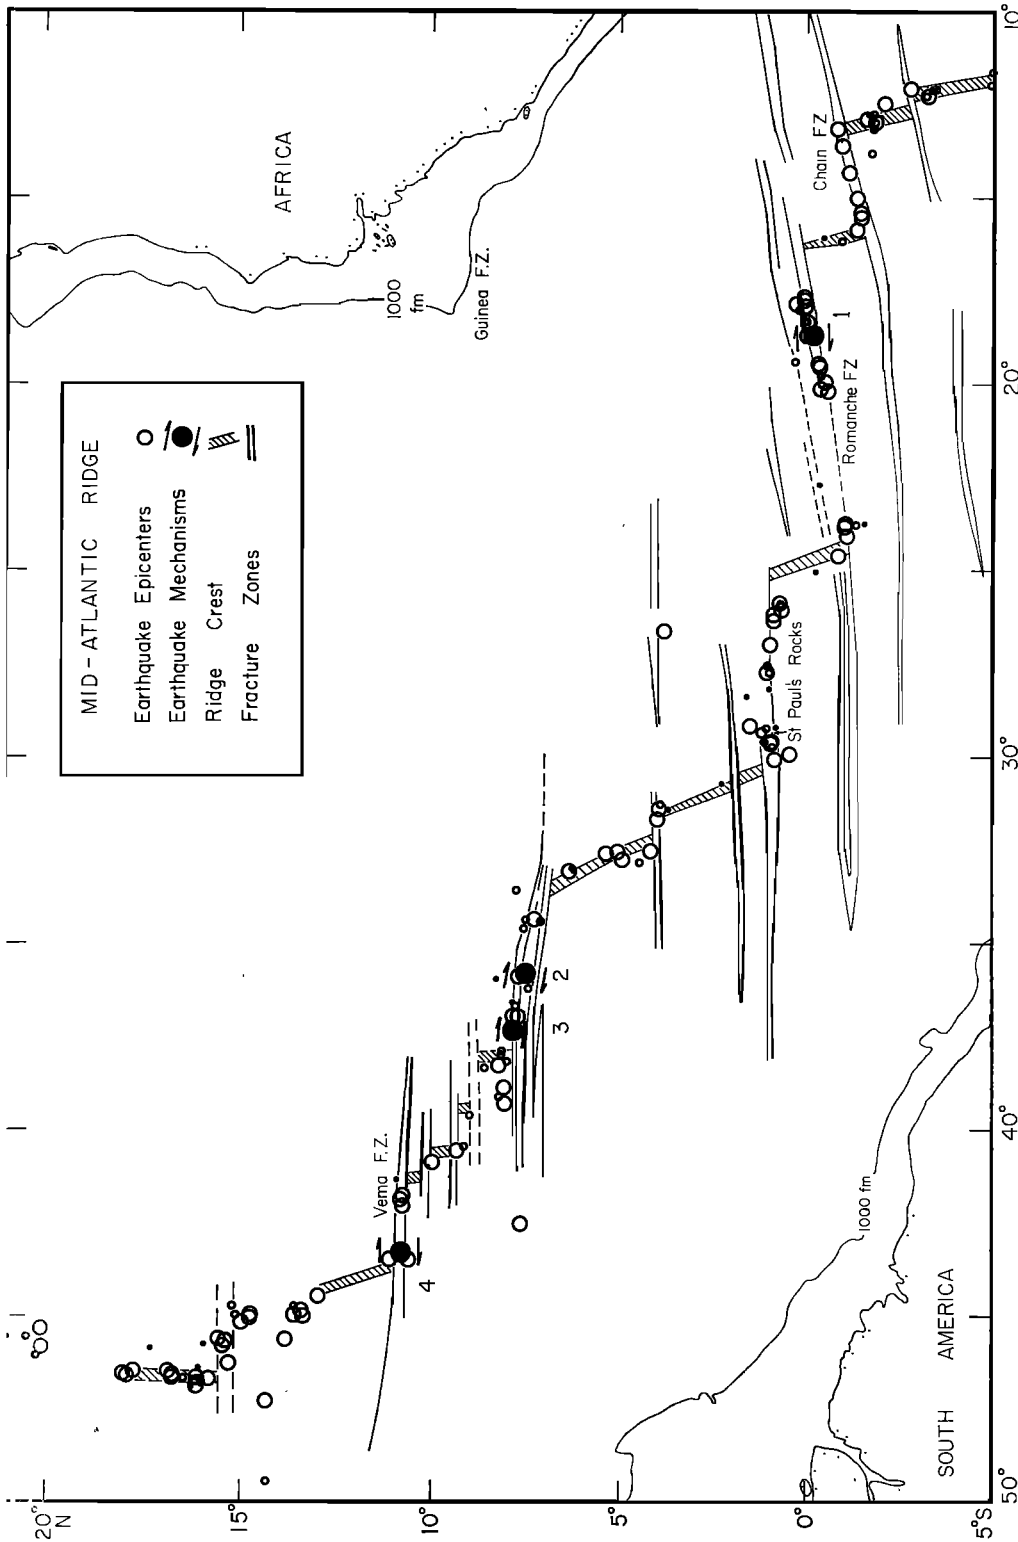 MID-ATLANTIC RIDGE
Earthquake Epicenters
Earthquake Mechanisms
Ridge Crest
Fracture Zones
AFRICA
1000
fm
Guinea F.Z.
Chain FZ
1
Romanche FZ
St Paul's Rocks
2
3
Vema F.Z.
4
1000 fm
SOUTH AMERICA
20°
N
15°
10°
5°
0°
5°S
50°
40°
30°
20°
10°